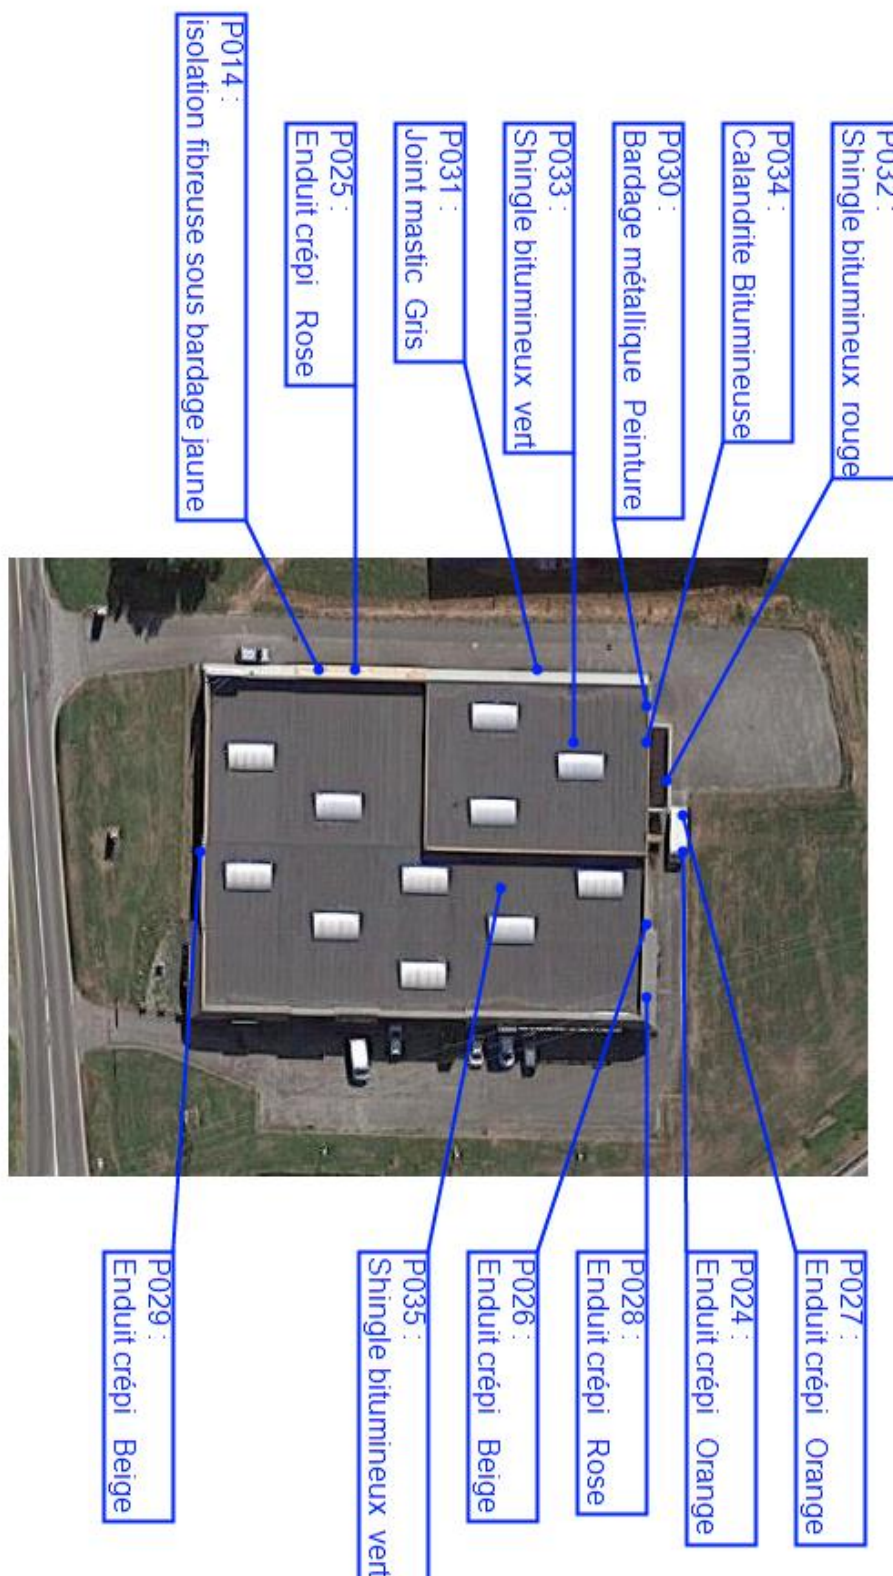 P032 :
Shingle bitumineux rouge
P034 :
Calandrite Bitumineuse
P030 :
Bardage métallique Peinture
P033 :
Shingle bitumineux vert
P031 :
Joint mastic Gris
P025 :
Enduit crépi Rose
P014 :
isolation fibreuse sous bardage jaune
P027 :
Enduit crépi Orange
P024 :
Enduit crépi Orange
P028 :
Enduit crépi Rose
P026 :
Enduit crépi Beige
P035 :
Shingle bitumineux vert
P029 :
Enduit crépi Beige